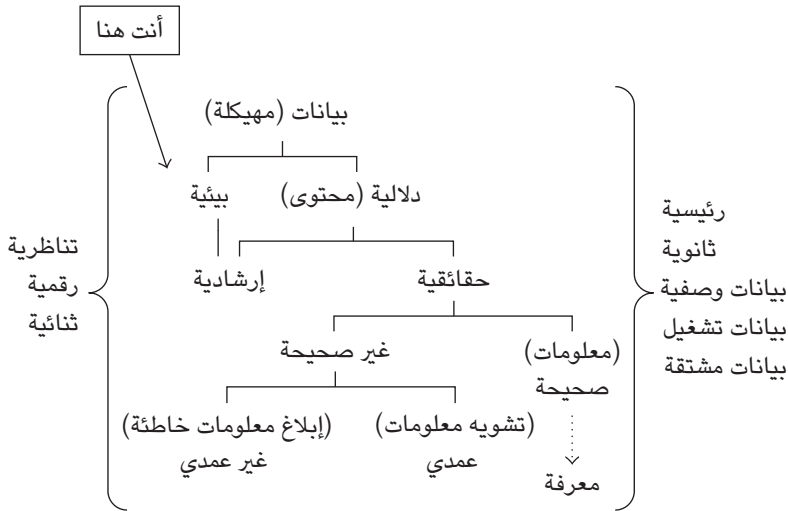 أنت هنا
بيانات (مهيكلة)
دلالية (محتوى)
بيئية
حقائقية
إرشادية
(معلومات)
صحيحة
غير صحيحة
(تشويه معلومات)
عمدي
(إبلاغ معلومات خاطئة)
غير عمدي
معرفة
رئيسية
ثانوية
بيانات وصفية
بيانات تشغيل
بيانات مشتقة
تناظرية
رقمية
ثنائية